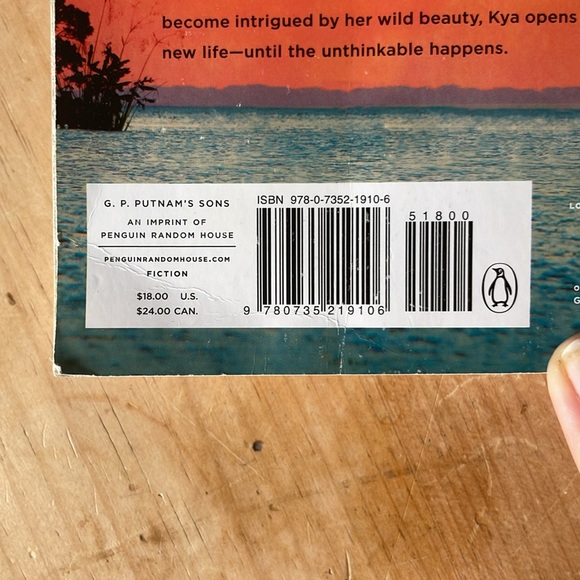 become intrigued by her wild beauty, Kya opens
new life—until the unthinkable happens.
G. P. PUTNAM'S SONS
AN IMPRINT OF
PENGUIN RANDOM HOUSE
PENGUINRANDOMHOUSE.COM
FICTION
$18.00 U.S.
$24.00 CAN.
ISBN 978-0-7352-1910-6
9 780735 219106
51800